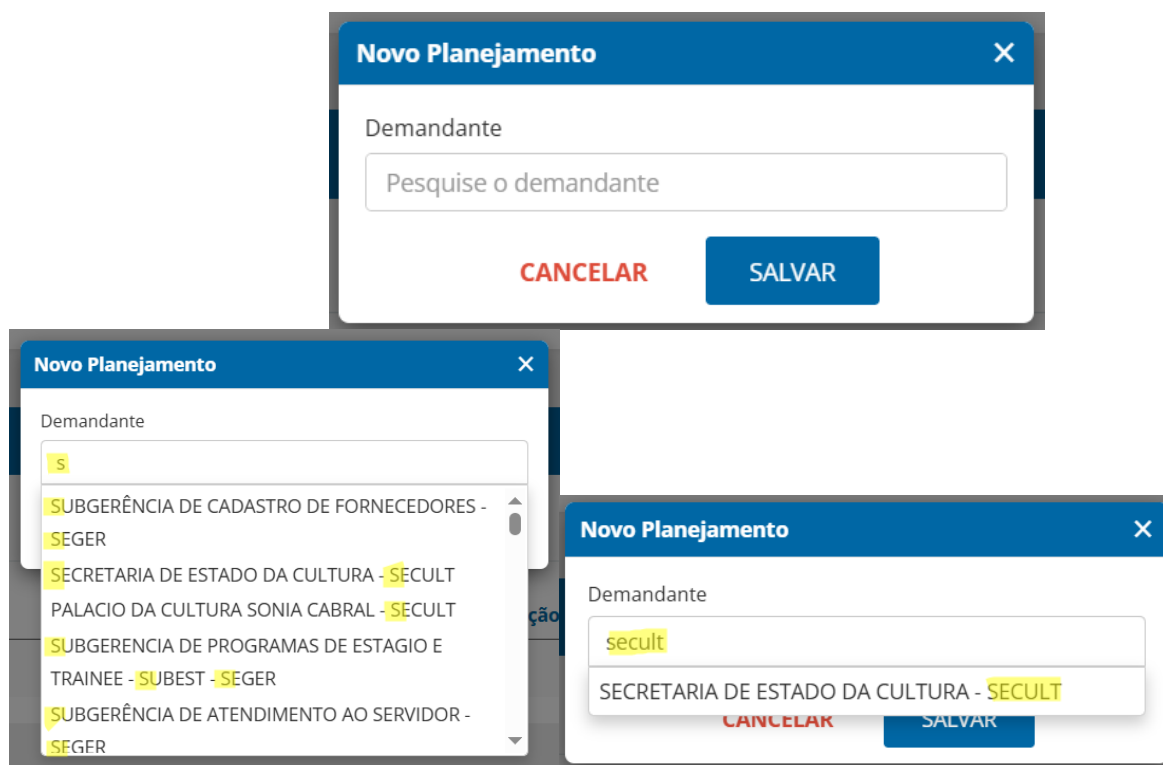 Novo Planejamento
Demandante
Pesquise o demandante
CANCELAR SALVAR
Novo Planejamento
Demandante
s
SUBGERÊNCIA DE CADASTRO DE FORNECEDORES -
SEGER
SECRETARIA DE ESTADO DA CULTURA - SECULT
PALACIO DA CULTURA SONIA CABRAL - SECULT
SUBGERENCIA DE PROGRAMAS DE ESTAGIO E
TRAINEE - SUBEST - SEGER
SUBGERÊNCIA DE ATENDIMENTO AO SERVIDOR -
SEGER
ção
Novo Planejamento
Demandante
secult
SECRETARIA DE ESTADO DA CULTURA - SECULT
CANCELAR SALVAR